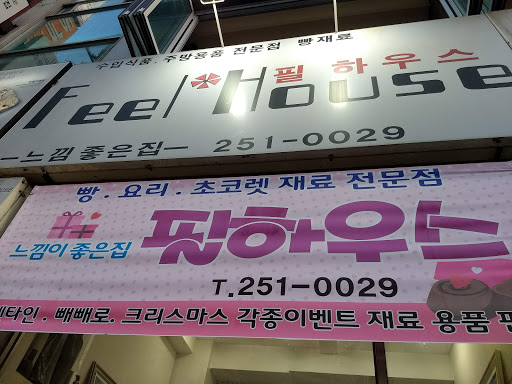 수입식품. 주방용품 전문점 빵재료
필 하우스
Feel House
–느낌 좋은집– 251-0029
빵. 요리. 초코렛 재료 전문점
느낌이 좋은집
필하우스
T.251-0029
빼빼로. 크리스마스 각종이벤트 재료 용품